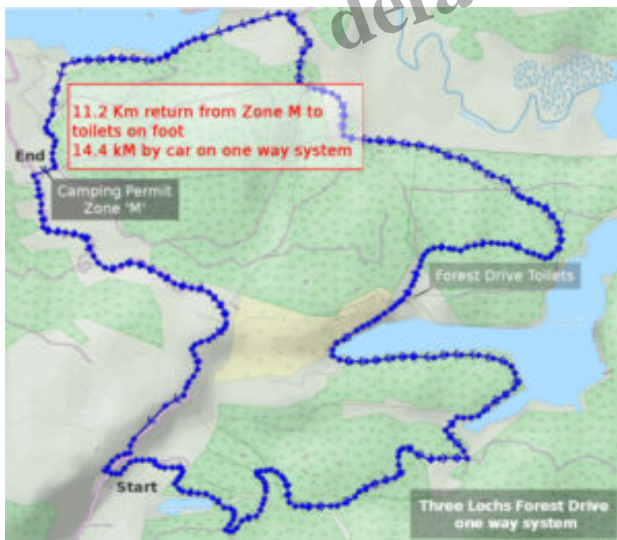 11.2 Km return from Zone M to
toilets on foot
14.4 kM by car on one way system
End
Camping Permit
Zone 'M'
Forest Drive Toilets
Start
Three Lochs Forest Drive
one way system